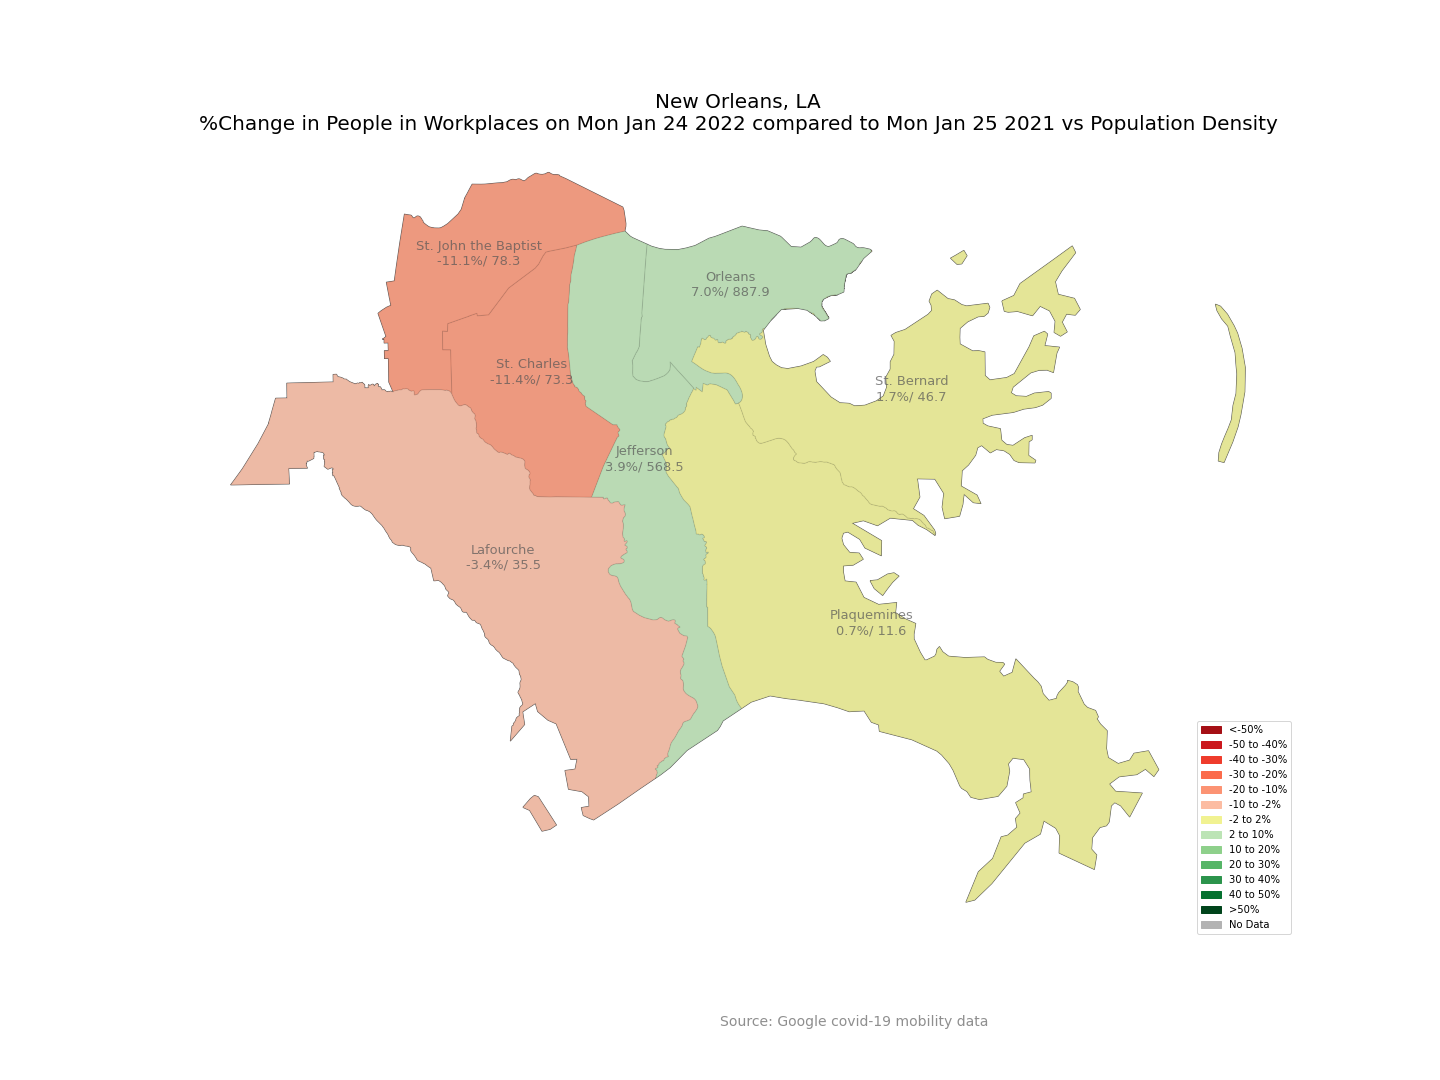 New Orleans, LA
%Change in People in Workplaces on Mon Jan 24 2022 compared to Mon Jan 25 2021 vs Population Density
St. John the Baptist
-11.1%/ 78.3
Orleans
7.0%/ 887.9
St. Charles
-11.4%/ 73.3
St. Bernard
1.7%/ 46.7
Jefferson
3.9%/ 568.5
Lafourche
-3.4%/ 35.5
Plaquemines
0.7%/ 11.6
<-50%
-50 to -40%
-40 to -30%
-30 to -20%
-20 to -10%
-10 to -2%
-2 to 2%
2 to 10%
10 to 20%
20 to 30%
30 to 40%
40 to 50%
>50%
No Data
Source: Google covid-19 mobility data